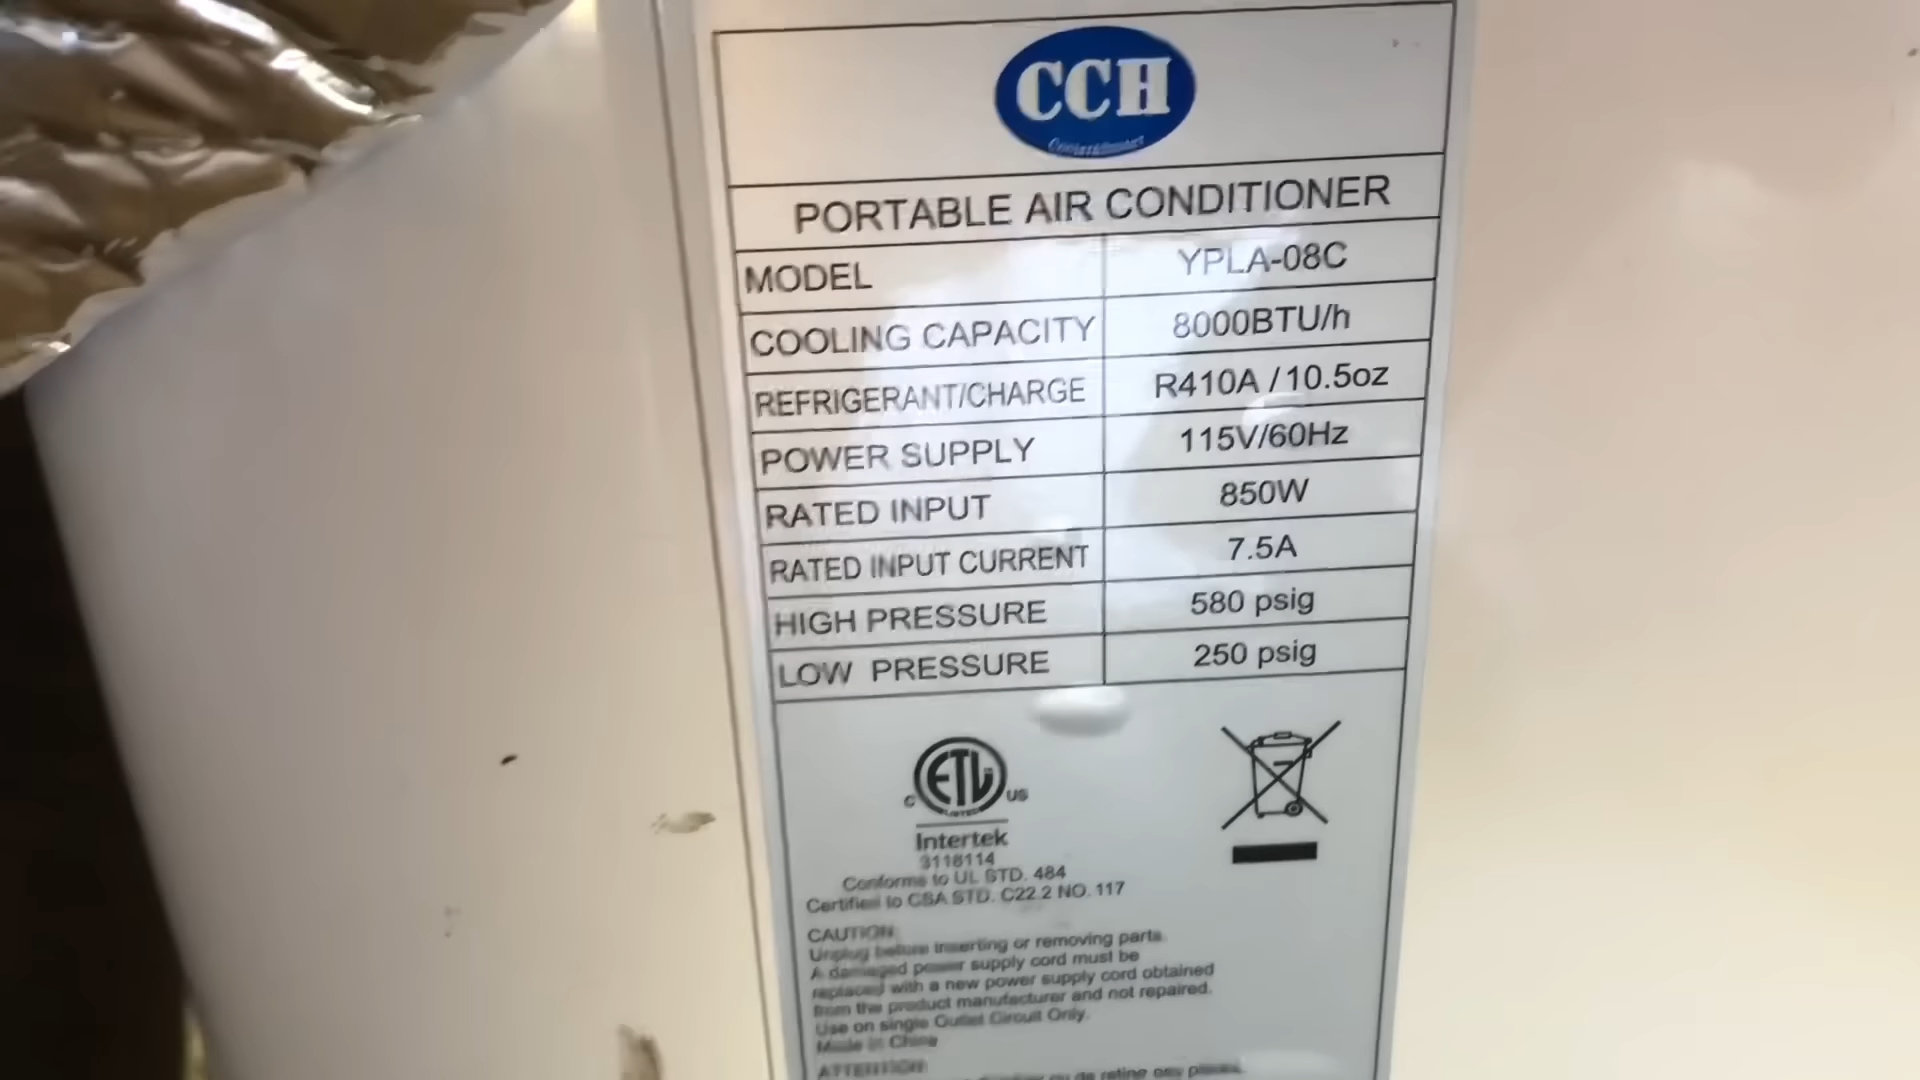 CCH
PORTABLE AIR CONDITIONER
MODEL YPLA-08C
COOLING CAPACITY 8000BTU/h
REFRIGERANT/CHARGE R410A / 10.5oz
POWER SUPPLY 115V/60Hz
RATED INPUT 850W
RATED INPUT CURRENT 7.5A
HIGH PRESSURE 580 psig
LOW PRESSURE 250 psig
C ETL US
LISTED
Intertek
3118114
Conforms to UL STD. 484
Certified to CSA STD. C22.2 NO. 117
CAUTION:
Unplug before inserting or removing parts.
A damaged power supply cord must be
replaced with a new power supply cord obtained
from the product manufacturer and not repaired.
Use on single Outlet Circuit Only.
Made in China
ATTENTION: